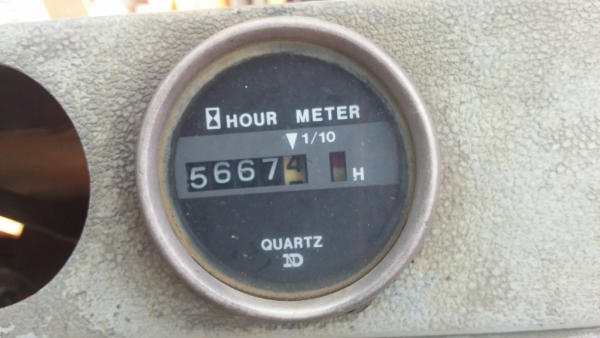 HOUR METER
1/10
56674 H
QUARTZ
ND